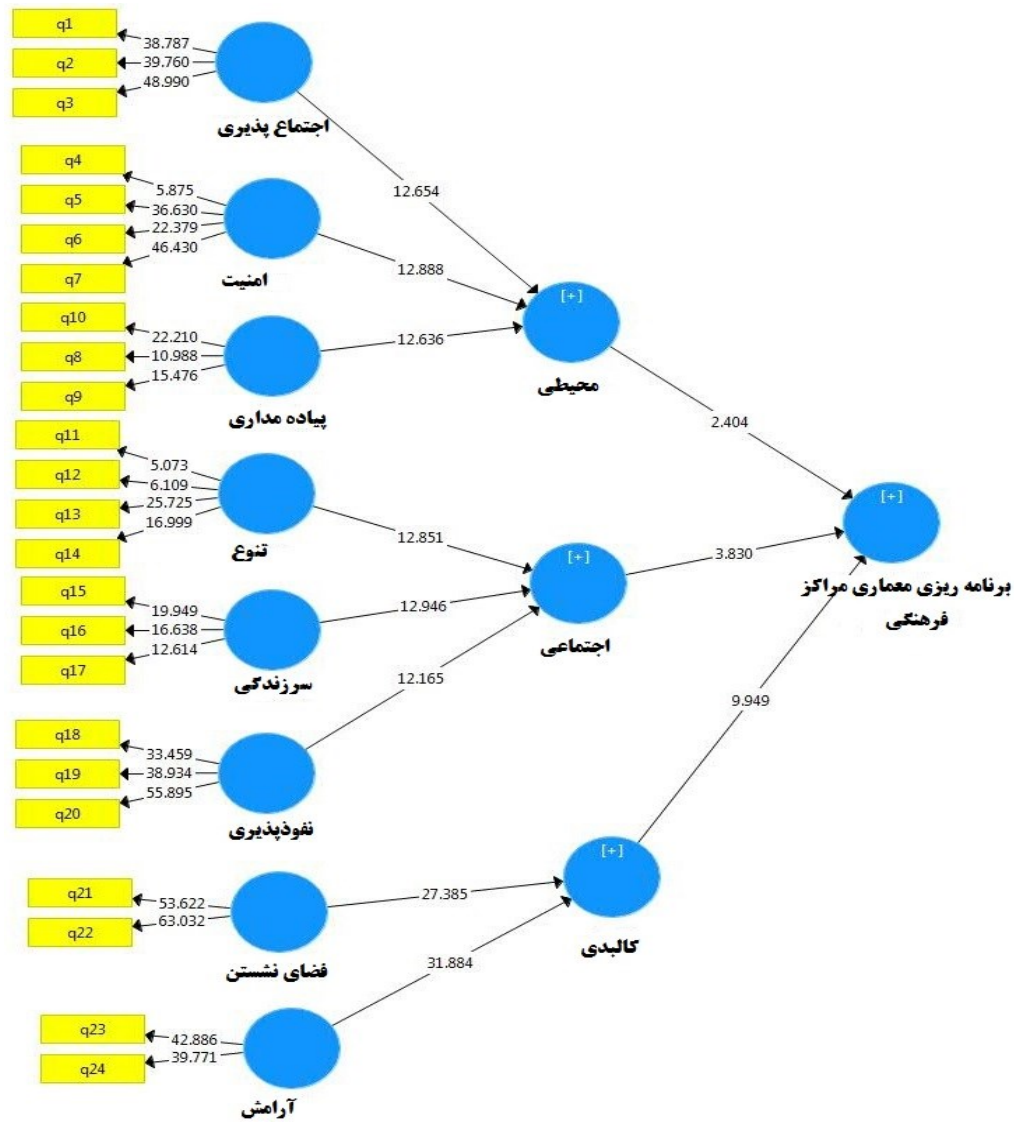 q1
q2
q3
38.787
39.760
48.990
اجتماع پذیری
q4
q5
q6
q7
5.875
36.630
22.379
46.430
امنیت
q10
q8
q9
22.210
10.988
15.476
پیاده مداری
q11
q12
q13
q14
5.073
6.109
25.725
16.999
تنوع
q15
q16
q17
19.949
16.638
12.614
سرزندگی
q18
q19
q20
33.459
38.934
55.895
نفوذپذیری
q21
q22
53.622
63.032
فضای نشستن
q23
q24
42.886
39.771
آرامش
12.654
12.888
12.636
[+]
محیطی
12.851
12.946
12.165
[+]
اجتماعی
27.385
31.884
[+]
کالبدی
2.404
3.830
9.949
[+]
برنامه ریزی معماری مراکز
فرهنگی